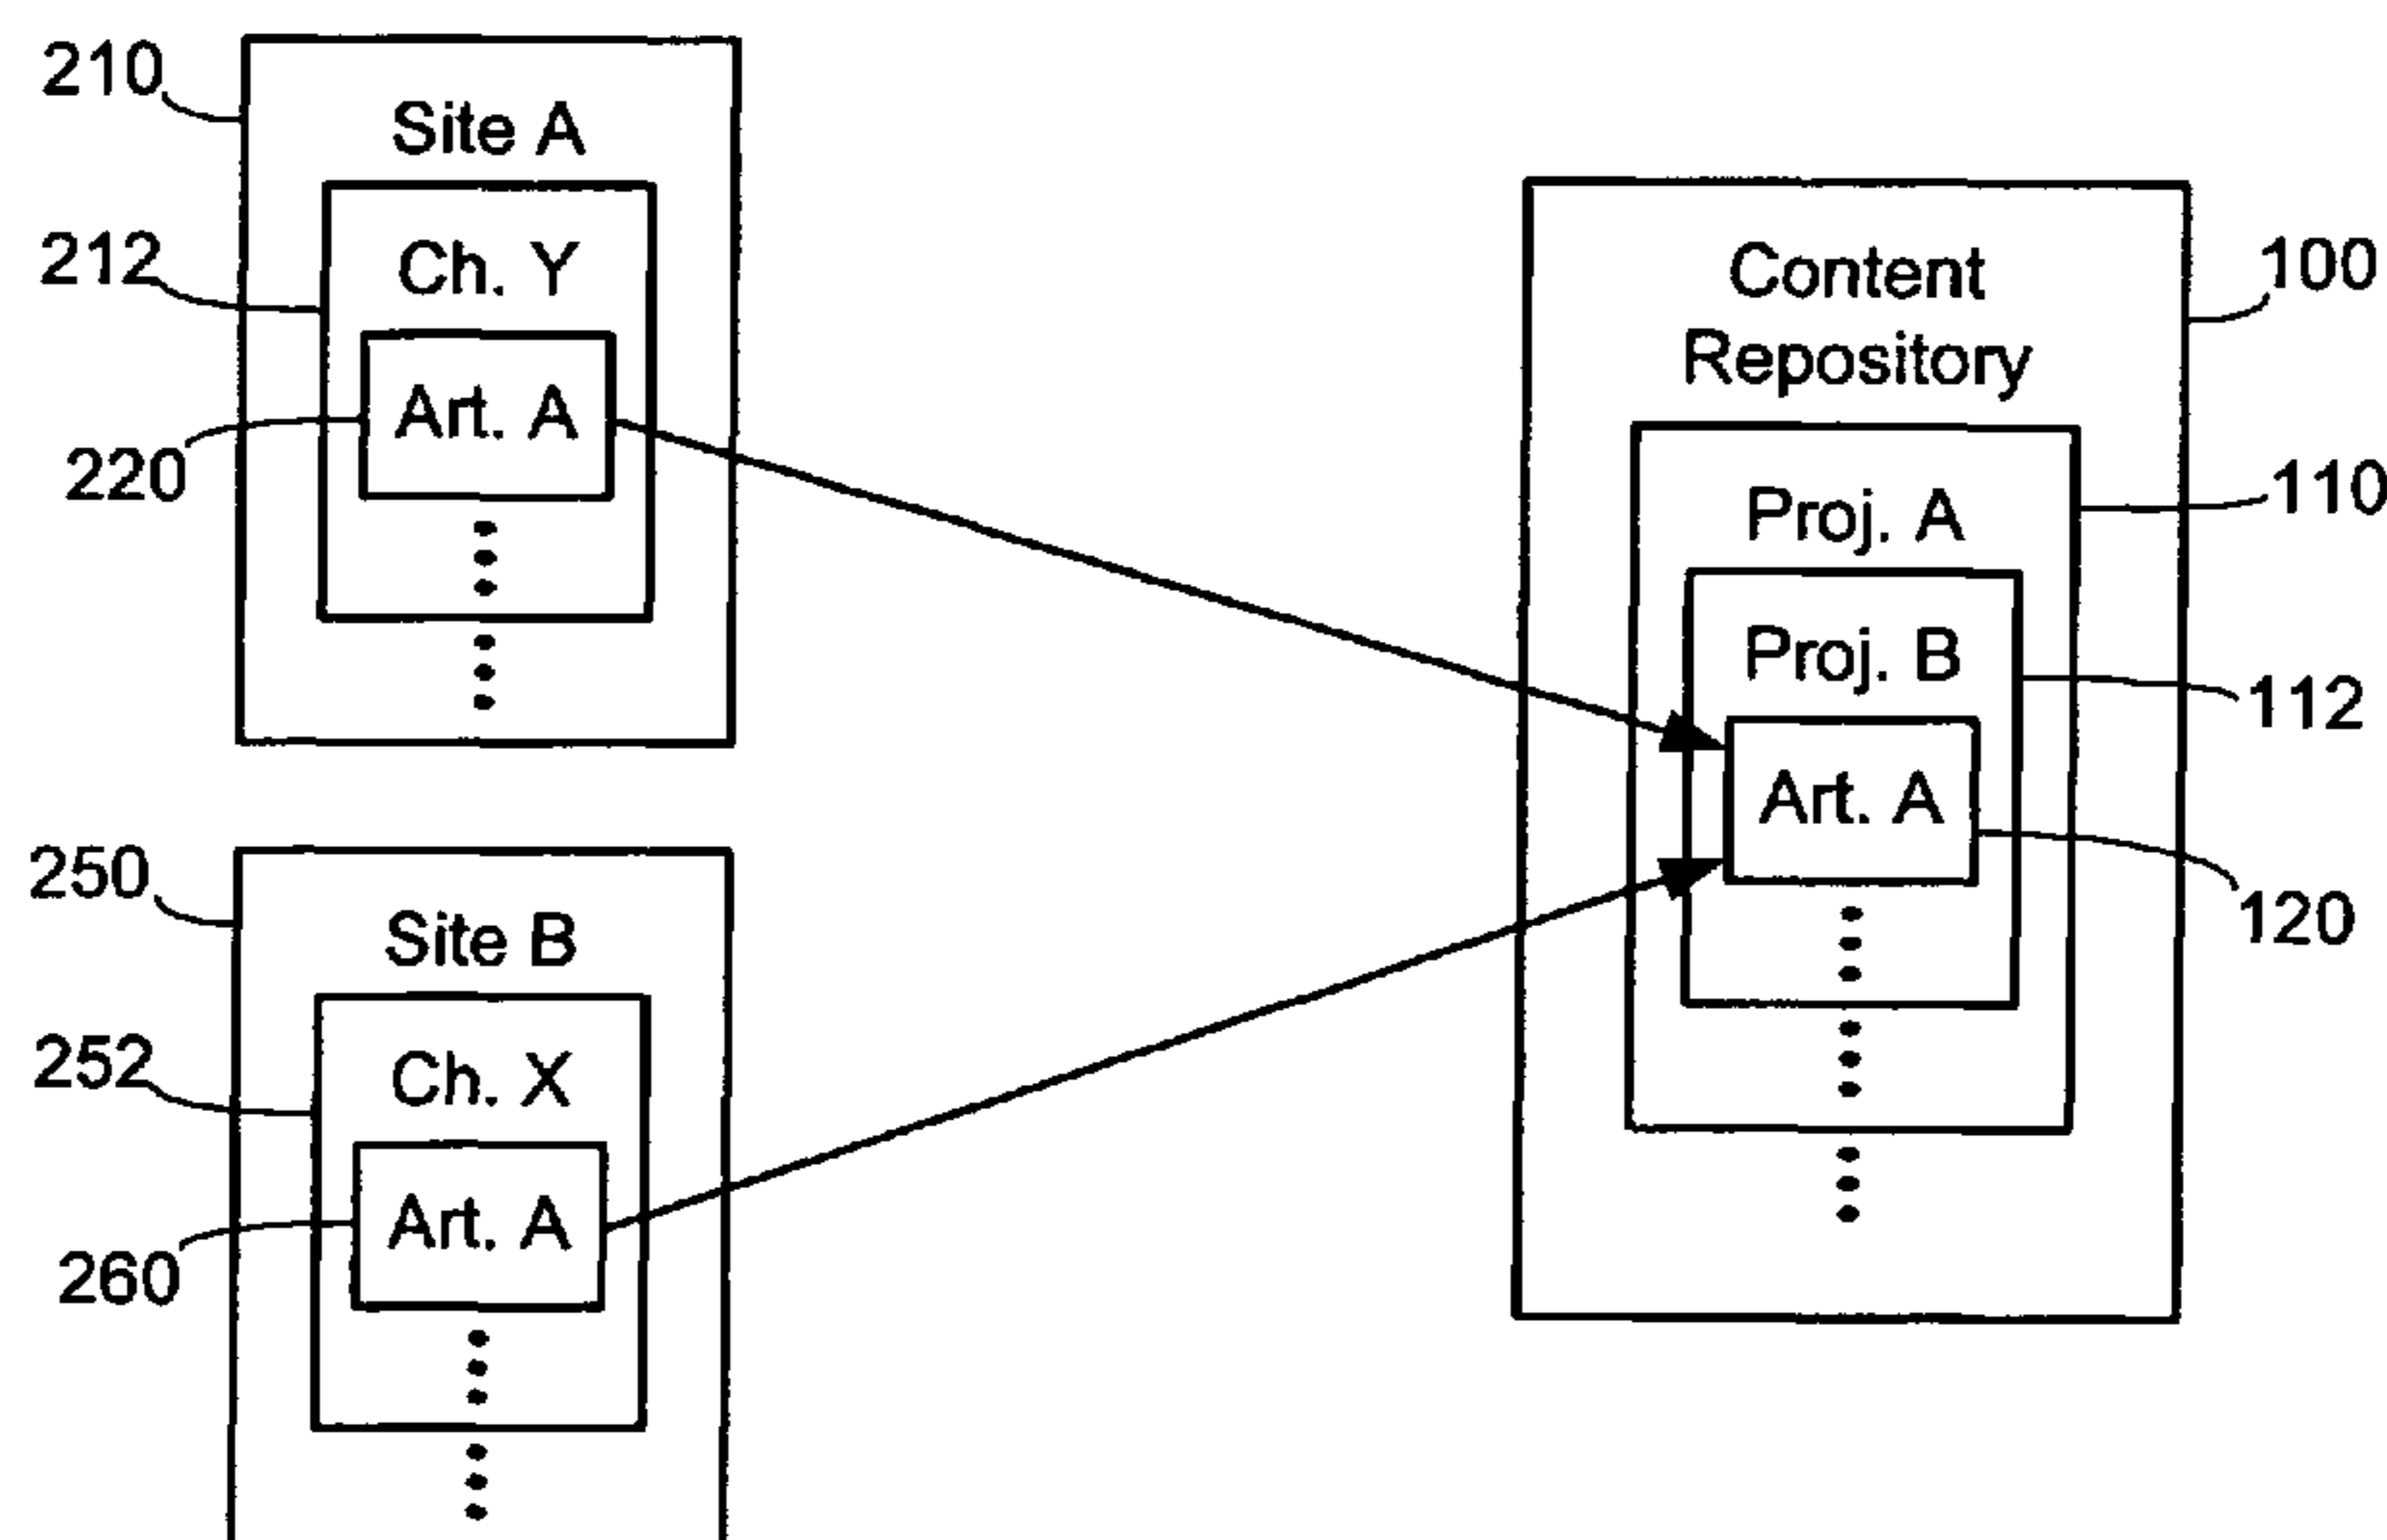 210
Site A
212
Ch. Y
Art. A
220
250
Site B
252
Ch. X
Art. A
260
Content
Repository
100
Proj. A
110
Proj. B
112
Art. A
120